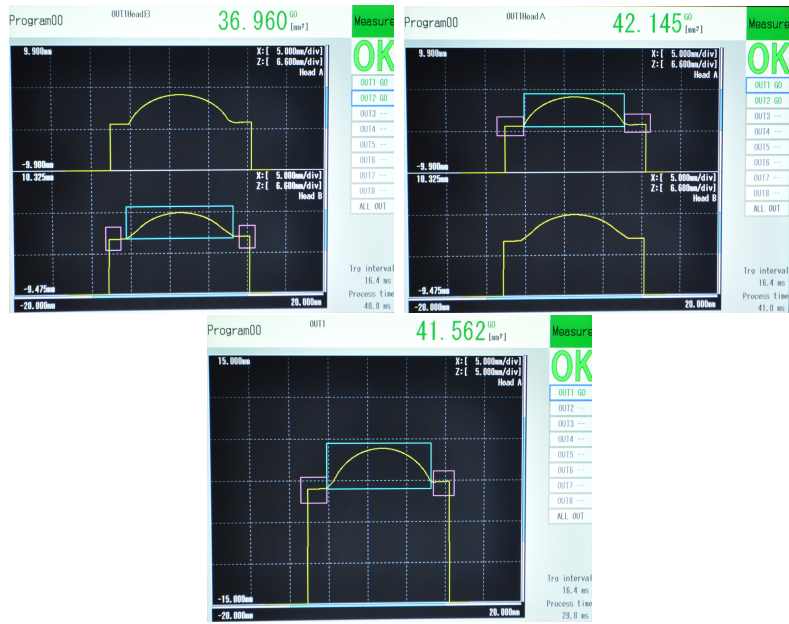 Program00
OUT1HeadB
36.960 GO [mm²]
Measure
OK
9.900mm
X:[ 5.000mm/div]
Z:[ 6.600mm/div]
Head A
-9.900mm
10.325mm
X:[ 5.000mm/div]
Z:[ 6.600mm/div]
Head B
-9.475mm
-20.000mm
20.000mm
OUT1 GO
OUT2 GO
OUT3 --
OUT4 --
OUT5 --
OUT6 --
OUT7 --
OUT8 --
ALL OUT
Trg interval
16.4 ms
Process time
40.0 ms
Program00
OUT1HeadA
42.145 GO [mm²]
Measure
OK
9.900mm
X:[ 5.000mm/div]
Z:[ 6.600mm/div]
Head A
-9.900mm
10.325mm
X:[ 5.000mm/div]
Z:[ 6.600mm/div]
Head B
-9.475mm
-20.000mm
20.000mm
OUT1 GO
OUT2 GO
OUT3 --
OUT4 --
OUT5 --
OUT6 --
OUT7 --
OUT8 --
ALL OUT
Trg interval
16.4 ms
Process time
41.0 ms
Program00
OUT1
41.562 GO [mm²]
Measure
OK
15.000mm
X:[ 5.000mm/div]
Z:[ 5.000mm/div]
Head A
-15.000mm
-20.000mm
20.000mm
OUT1 GO
OUT2 --
OUT3 --
OUT4 --
OUT5 --
OUT6 --
OUT7 --
OUT8 --
ALL OUT
Trg interval
16.4 ms
Process time
29.8 ms